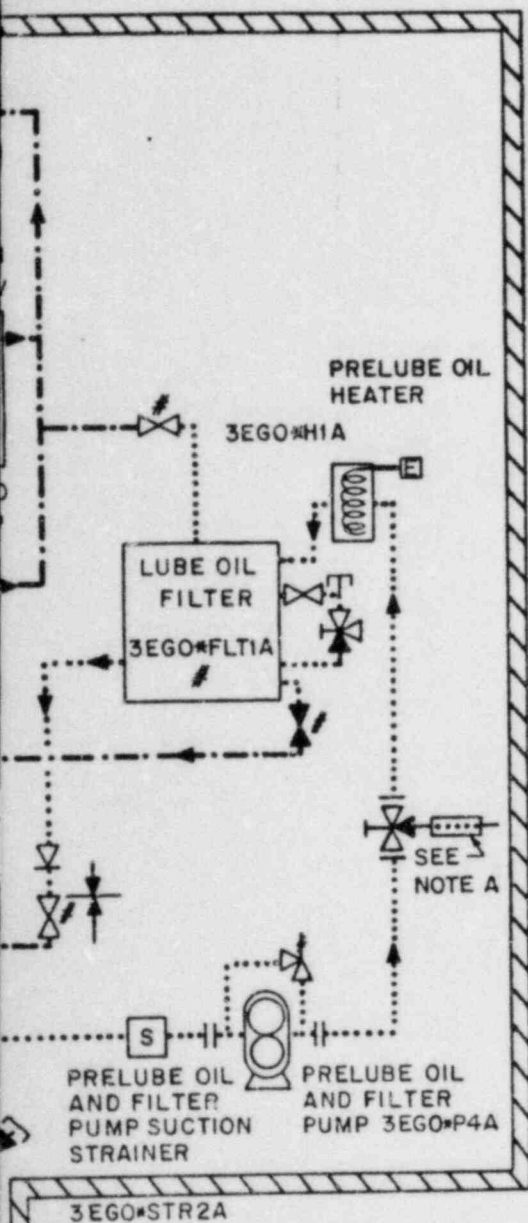 PRELUBE OIL
HEATER
3EGO*H1A
E
LUBE OIL
FILTER
3EGO*FLT1A
#
SEE
NOTE A
S
PRELUBE OIL
AND FILTER
PUMP SUCTION
STRAINER
PRELUBE OIL
AND FILTER
PUMP 3EGO*P4A
3EGO*STR2A